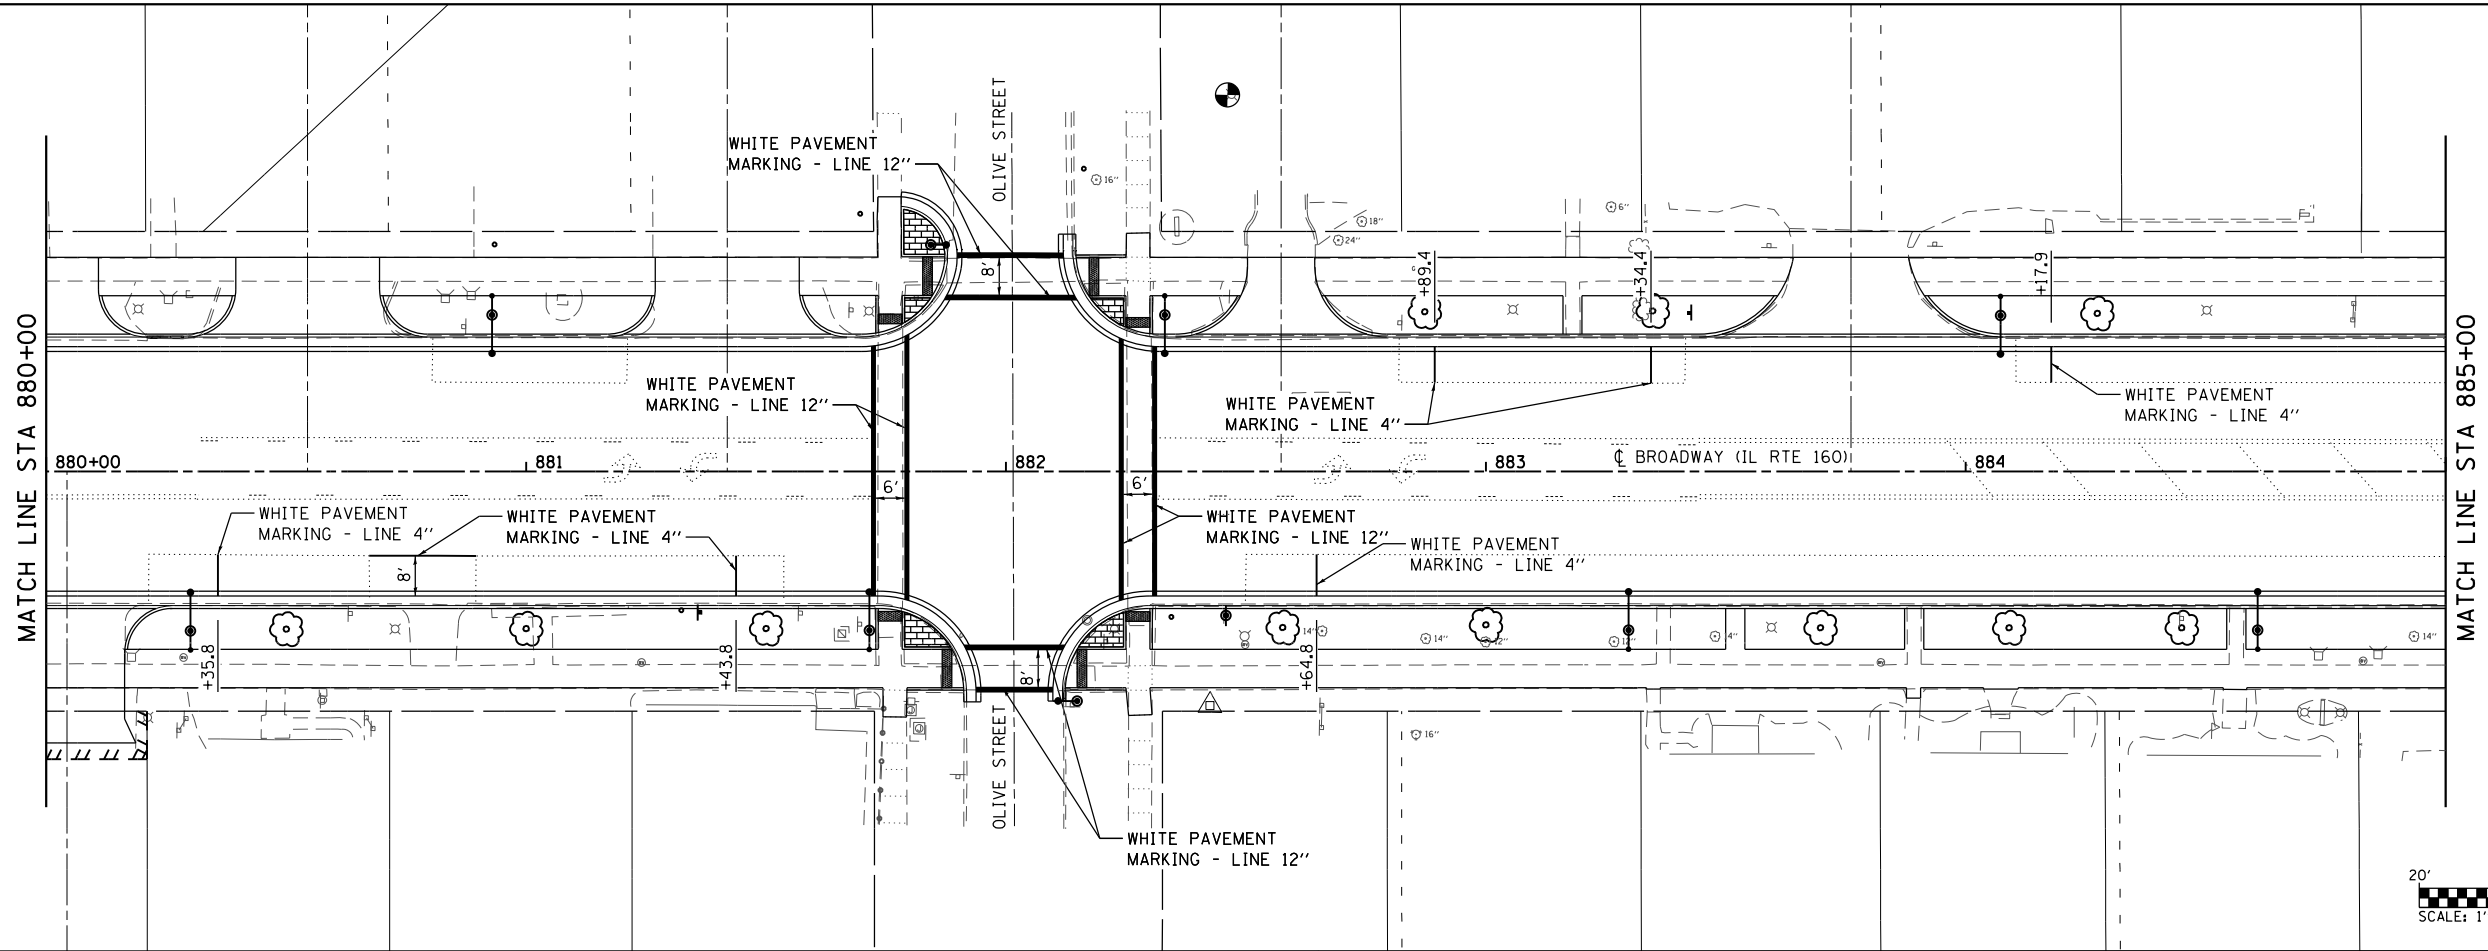 OLIVE STREET
WHITE PAVEMENT
MARKING - LINE 12"
16"
18"
24"
6"
8'
+89.4
+34.4
+17.9
MATCH LINE STA 880+00
MATCH LINE STA 885+00
WHITE PAVEMENT
MARKING - LINE 12"
WHITE PAVEMENT
MARKING - LINE 4"
WHITE PAVEMENT
MARKING - LINE 4"
880+00
881
882
883
℄ BROADWAY (IL RTE 160)
884
6'
6'
WHITE PAVEMENT
MARKING - LINE 4"
WHITE PAVEMENT
MARKING - LINE 4"
WHITE PAVEMENT
MARKING - LINE 12"
WHITE PAVEMENT
MARKING - LINE 4"
8'
14"
14"
12"
12"
4"
14"
+35.8
+43.8
8'
+64.8
OLIVE STREET
16"
WHITE PAVEMENT
MARKING - LINE 12"
20'
SCALE: 1'